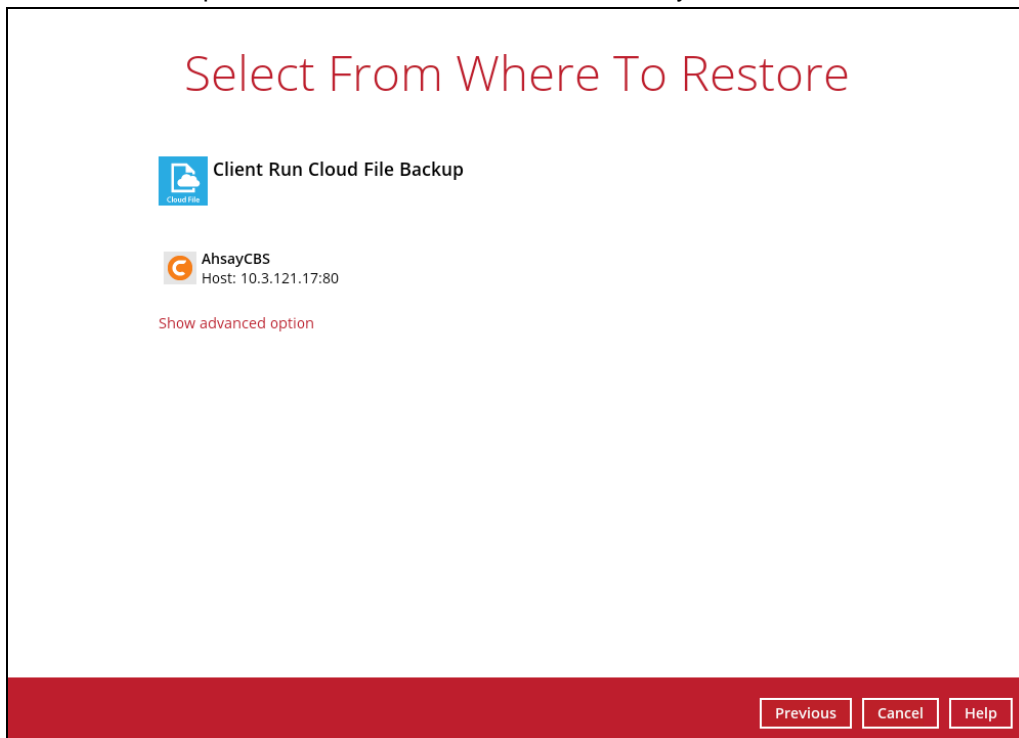 Select From Where To Restore
Client Run Cloud File Backup
Cloud File
AhsayCBS
Host: 10.3.121.17:80
Show advanced option
Previous Cancel Help